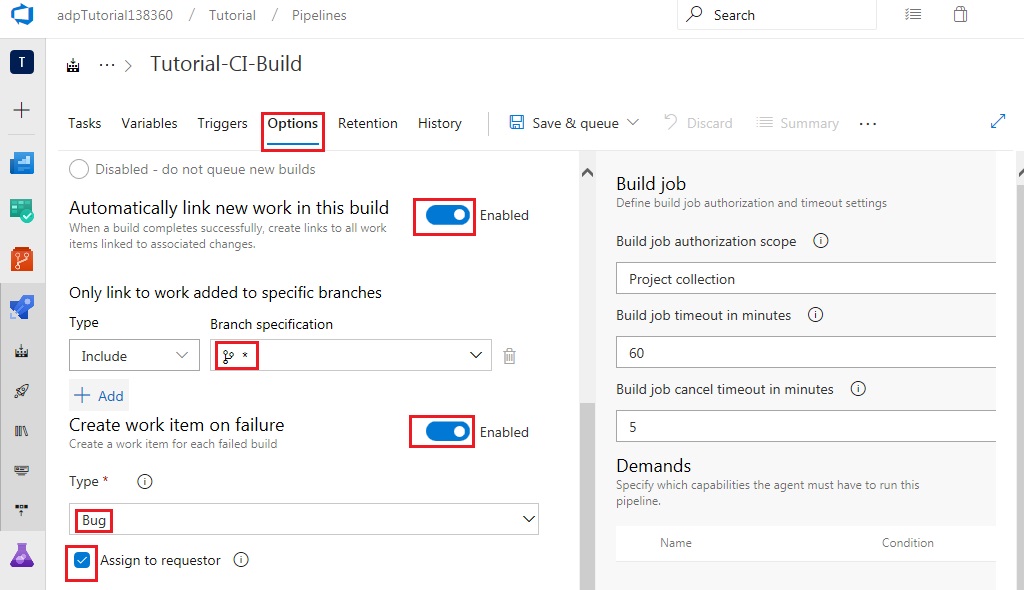 adpTutorial138360 / Tutorial / Pipelines
Search
T
··· > Tutorial-CI-Build
Tasks Variables Triggers Options Retention History Save & queue Discard Summary ···
Disabled - do not queue new builds
Automatically link new work in this build
Enabled
When a build completes successfully, create links to all work
items linked to associated changes.
Only link to work added to specific branches
Type
Branch specification
Include
*
+ Add
Create work item on failure
Enabled
Create a work item for each failed build
Type *
Bug
Assign to requestor
Build job
Define build job authorization and timeout settings
Build job authorization scope
Project collection
Build job timeout in minutes
60
Build job cancel timeout in minutes
5
Demands
Specify which capabilities the agent must have to run this
pipeline.
Name Condition